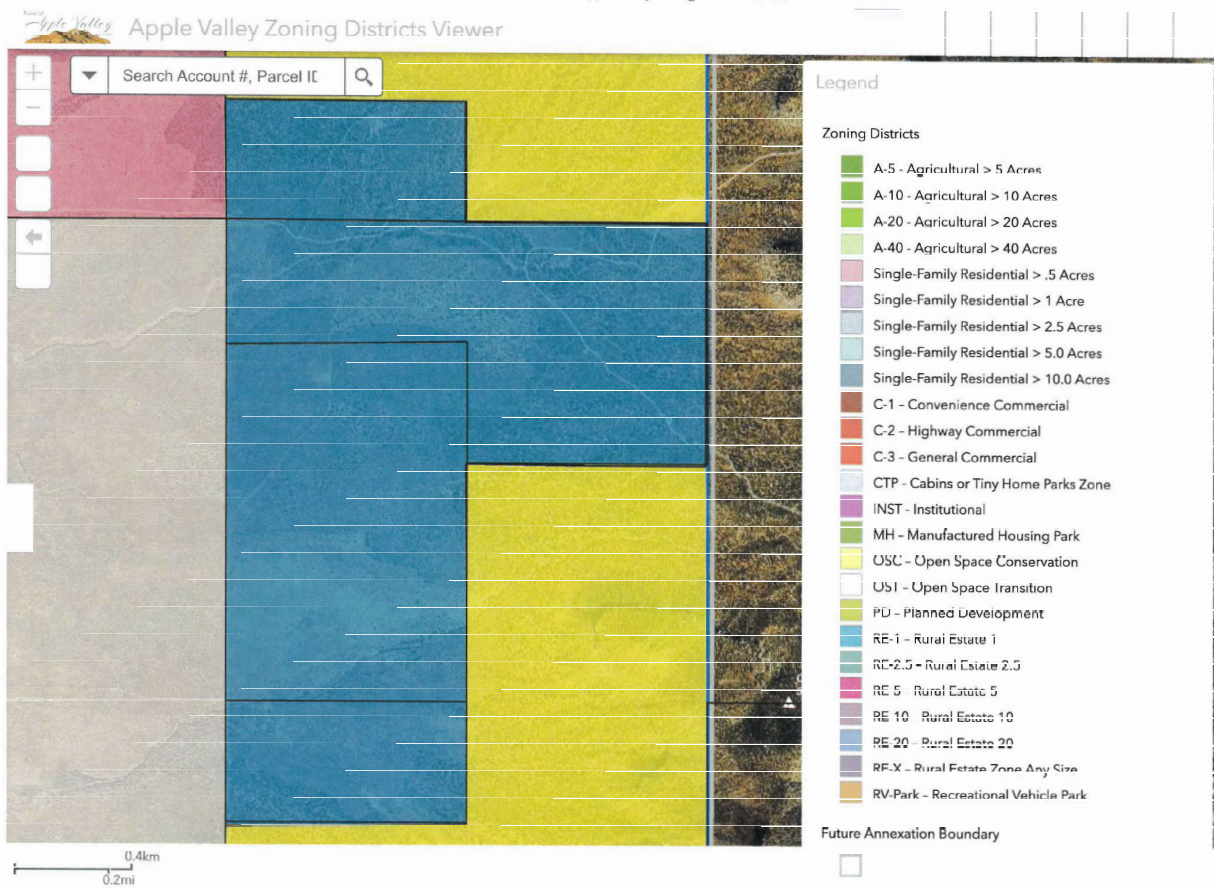 Apple Valley
Apple Valley Zoning Districts Viewer
+
Search Account #, Parcel ID
−
Legend
Zoning Districts
A-5 - Agricultural > 5 Acres
A-10 - Agricultural > 10 Acres
A-20 - Agricultural > 20 Acres
A-40 - Agricultural > 40 Acres
Single-Family Residential > .5 Acres
Single-Family Residential > 1 Acre
Single-Family Residential > 2.5 Acres
Single-Family Residential > 5.0 Acres
Single-Family Residential > 10.0 Acres
C-1 – Convenience Commercial
C-2 – Highway Commercial
C-3 – General Commercial
CTP – Cabins or Tiny Home Parks Zone
INST - Institutional
MH – Manufactured Housing Park
OSC – Open Space Conservation
OST – Open Space Transition
PD – Planned Development
RE-1 – Rural Estate 1
RE-2.5 – Rural Estate 2.5
RE-5 – Rural Estate 5
RE-10 – Rural Estate 10
RE-20 – Rural Estate 20
RE-X – Rural Estate Zone Any Size
RV-Park – Recreational Vehicle Park
Future Annexation Boundary
0.4km
0.2mi